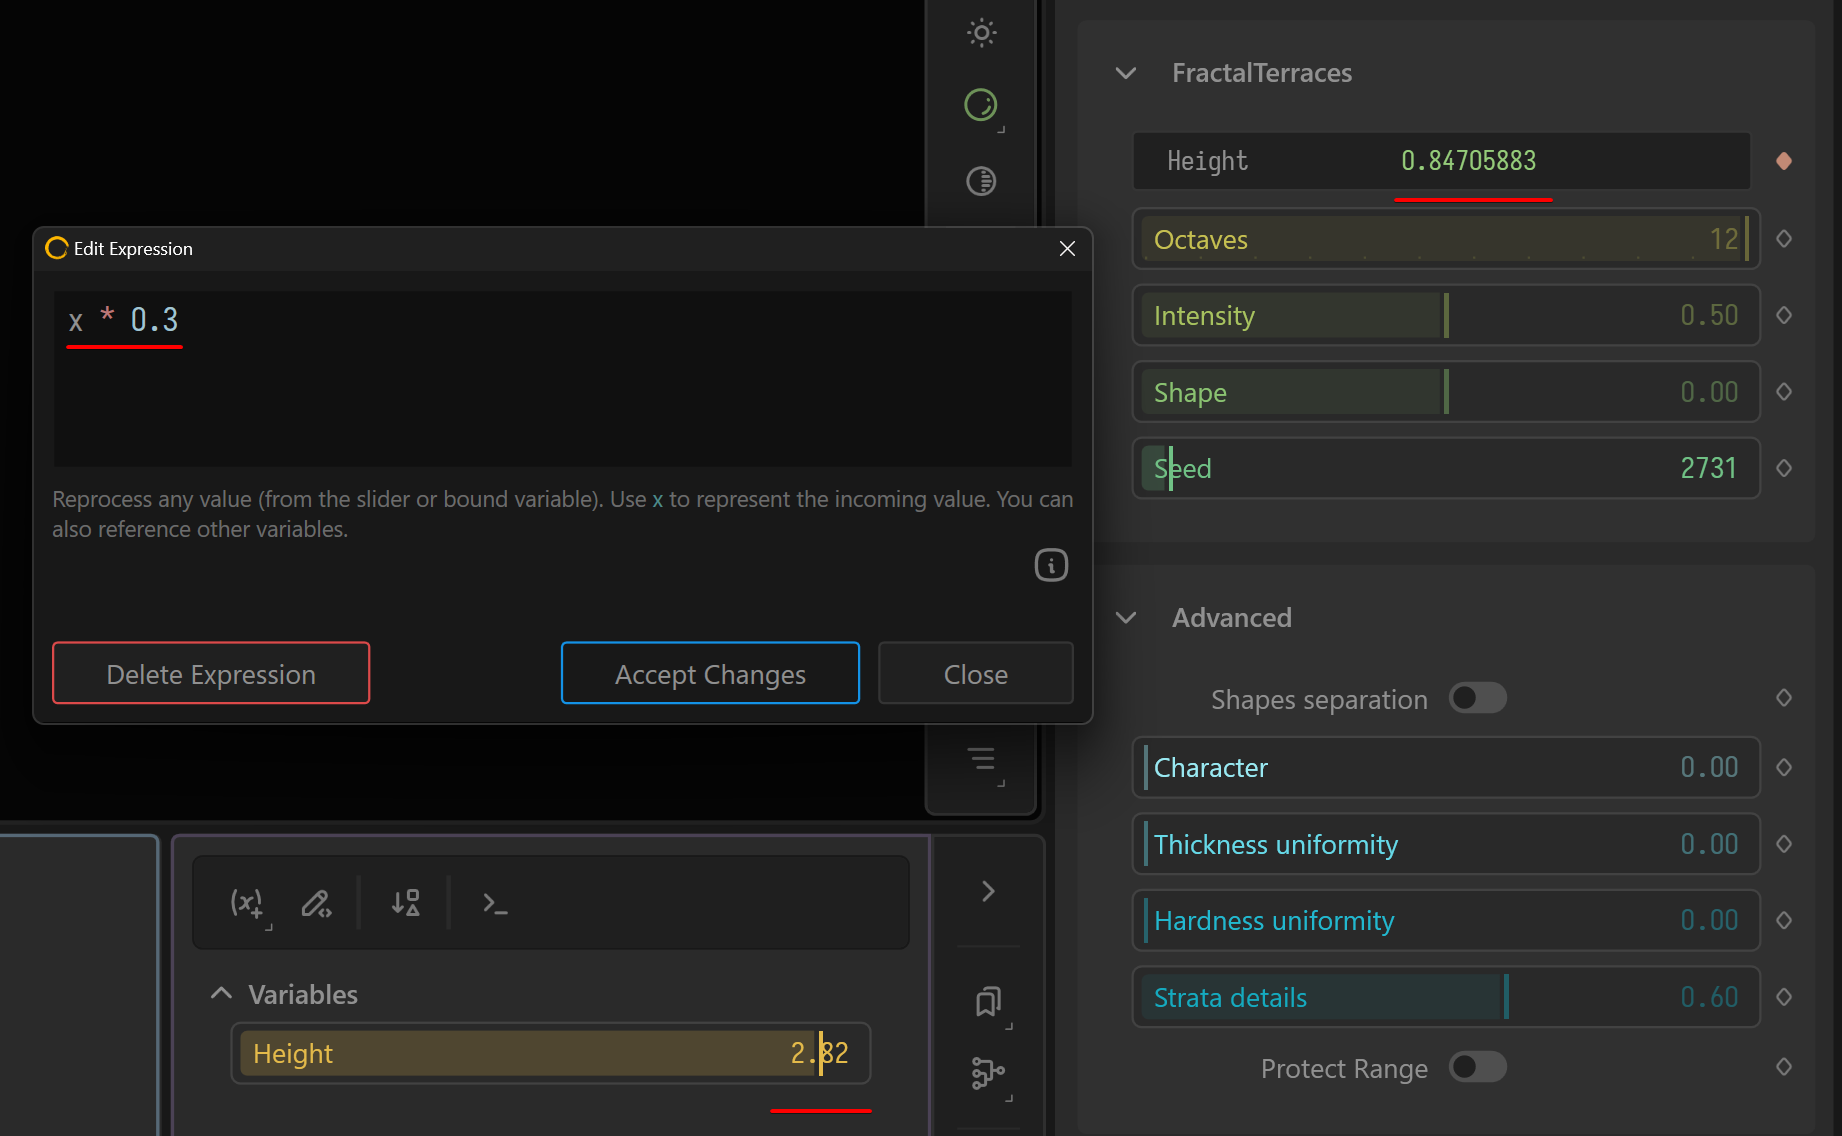 FractalTerraces
Height 0.84705883
Octaves 12
Intensity 0.50
Shape 0.00
Seed 2731
Edit Expression
x * 0.3
Reprocess any value (from the slider or bound variable). Use x to represent the incoming value. You can
also reference other variables.
Delete Expression
Accept Changes
Close
Advanced
Shapes separation
Character 0.00
Thickness uniformity 0.00
Hardness uniformity 0.00
Strata details 0.60
Protect Range
Variables
Height 2.82